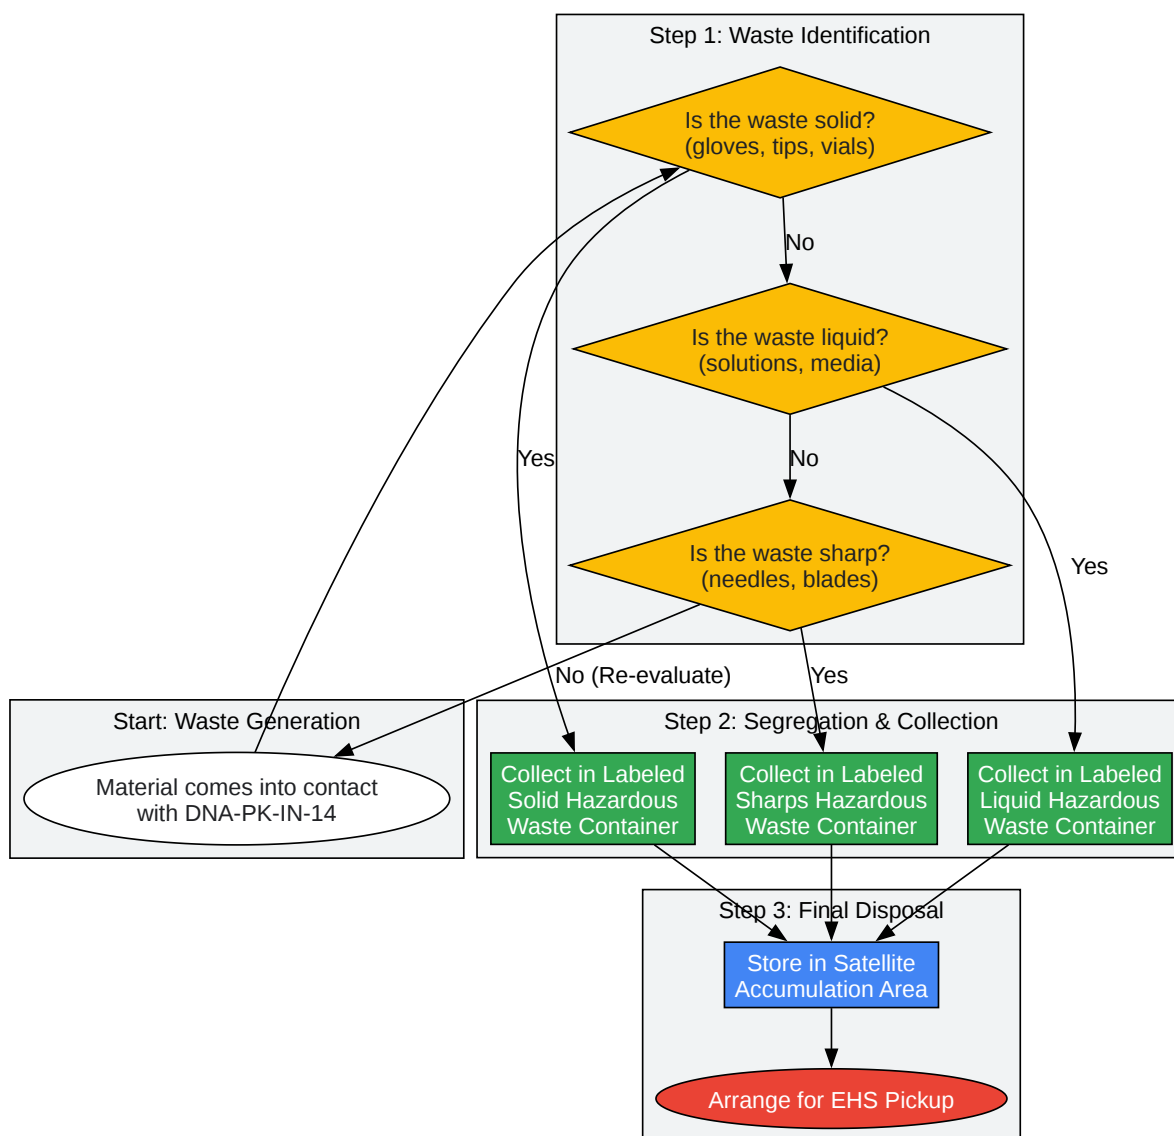 Step 1: Waste Identification
Is the waste solid?
(gloves, tips, vials)
No
Is the waste liquid?
(solutions, media)
Yes
No
Is the waste sharp?
(needles, blades)
Yes
No (Re-evaluate)
Yes
Start: Waste Generation
Material comes into contact
with DNA-PK-IN-14
Step 2: Segregation & Collection
Collect in Labeled
Solid Hazardous
Waste Container
Collect in Labeled
Sharps Hazardous
Waste Container
Collect in Labeled
Liquid Hazardous
Waste Container
Step 3: Final Disposal
Store in Satellite
Accumulation Area
Arrange for EHS Pickup